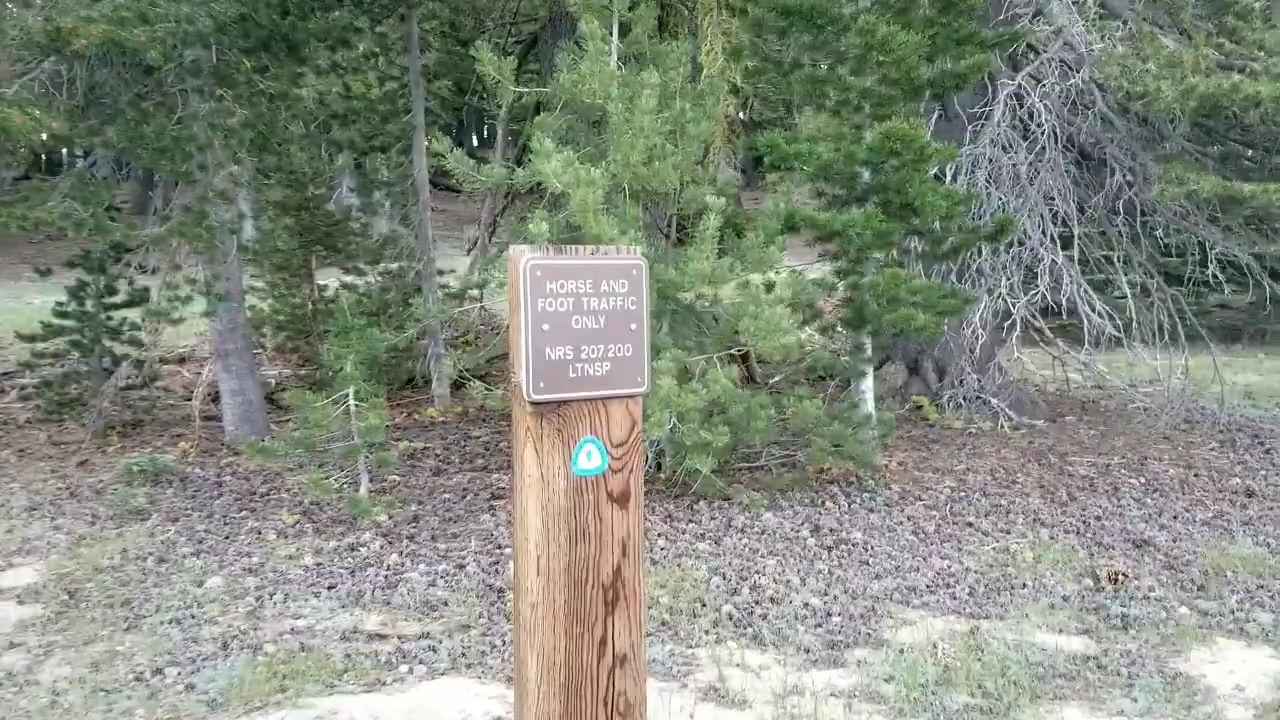 HORSE AND
FOOT TRAFFIC
ONLY
NRS 207.200
LTNSP